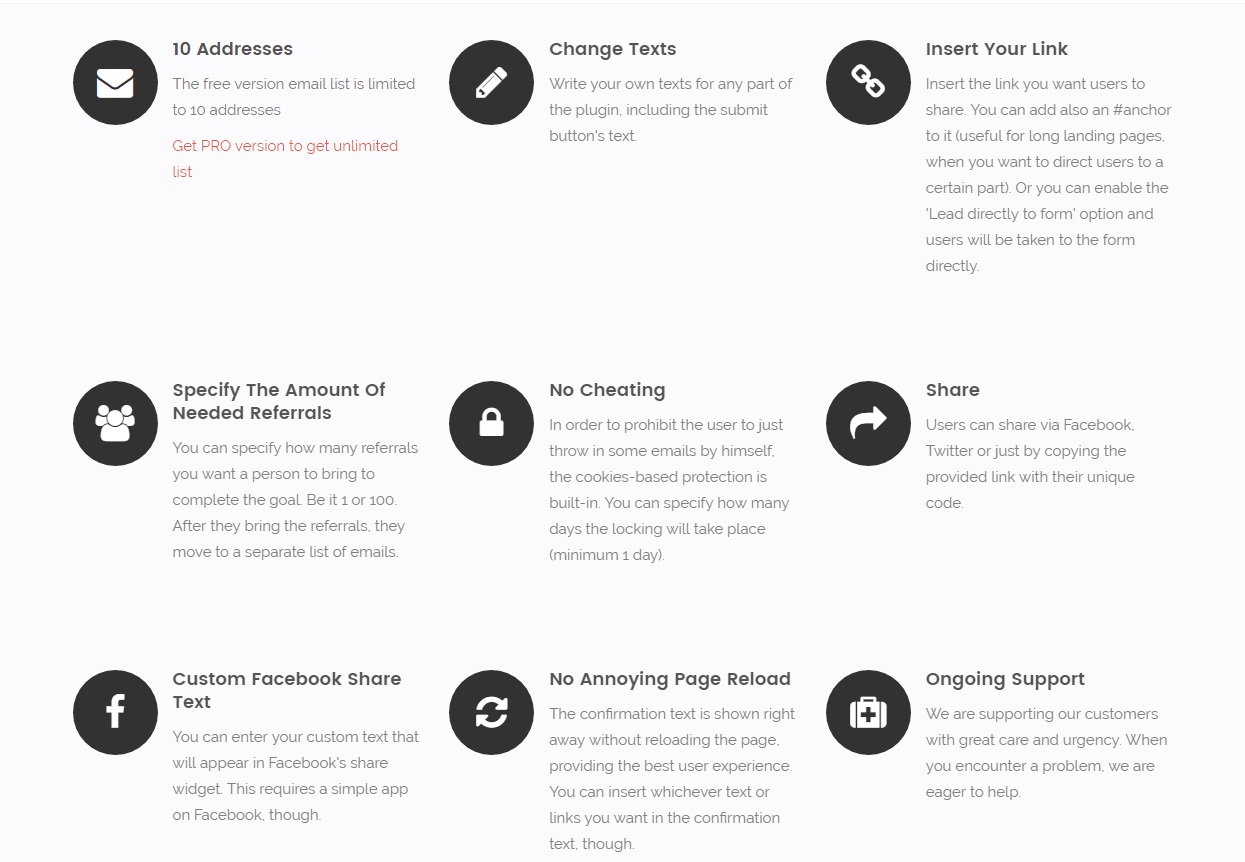 10 Addresses
The free version email list is limited
to 10 addresses
Get PRO version to get unlimited
list
Change Texts
Write your own texts for any part of
the plugin, including the submit
button's text.
Insert Your Link
Insert the link you want users to
share. You can add also an #anchor
to it (useful for long landing pages,
when you want to direct users to a
certain part). Or you can enable the
'Lead directly to form' option and
users will be taken to the form
directly.
Specify The Amount Of
Needed Referrals
You can specify how many referrals
you want a person to bring to
complete the goal. Be it 1 or 100.
After they bring the referrals, they
move to a separate list of emails.
No Cheating
In order to prohibit the user to just
throw in some emails by himself,
the cookies-based protection is
built-in. You can specify how many
days the locking will take place
(minimum 1 day).
Share
Users can share via Facebook,
Twitter or just by copying the
provided link with their unique
code.
Custom Facebook Share
Text
You can enter your custom text that
will appear in Facebook's share
widget. This requires a simple app
on Facebook, though.
No Annoying Page Reload
The confirmation text is shown right
away without reloading the page,
providing the best user experience.
You can insert whichever text or
links you want in the confirmation
text, though.
Ongoing Support
We are supporting our customers
with great care and urgency. When
you encounter a problem, we are
eager to help.